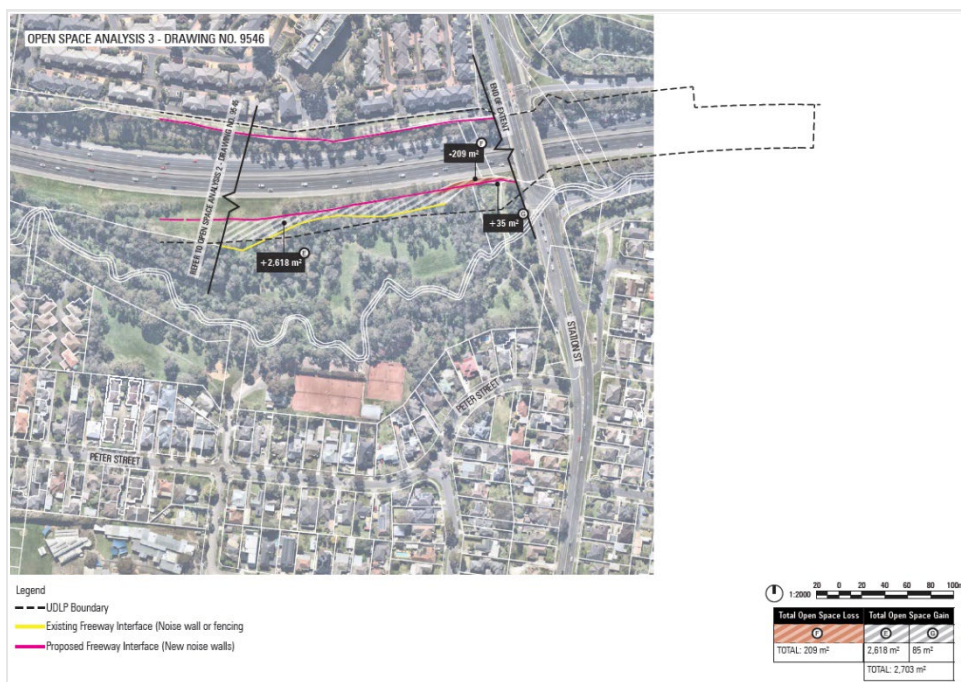 OPEN SPACE ANALYSIS 3 - DRAWING NO. 9546
REFER TO OPEN SPACE ANALYSIS 2 - DRAWING NO. 9545
END OF EXTENT
F
-209 m²
G
+35 m²
E
+2.618 m²
STATION ST
PETER STREET
PETER STREET
Legend
UDLP Boundary
Existing Freeway Interface (Noise wall or fencing
Proposed Freeway Interface (New noise walls)
1:2000 20 0 20 40 60 80 100m
Total Open Space Loss Total Open Space Gain
F E G
TOTAL: 209 m² 2,618 m² 85 m²
TOTAL: 2,703 m²